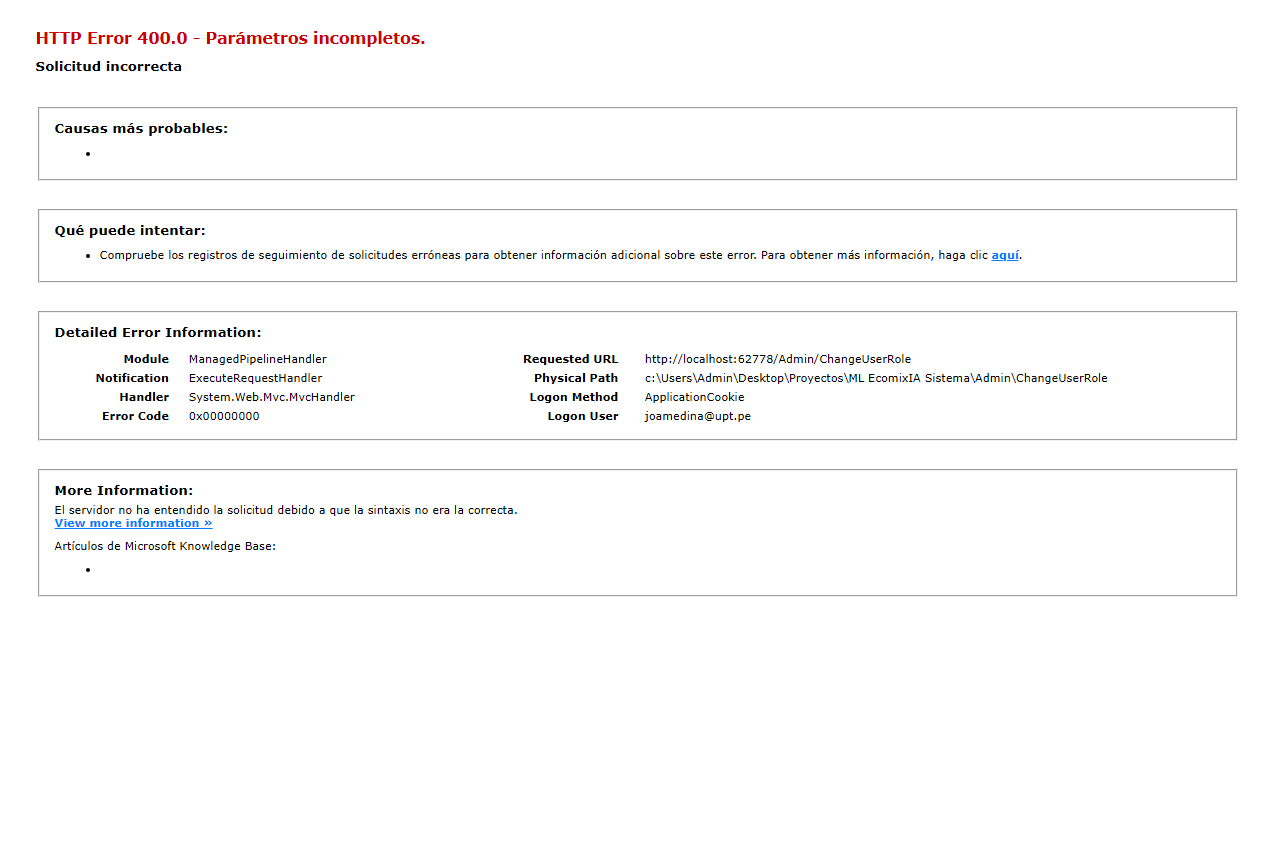 HTTP Error 400.0 - Parámetros incompletos.
Solicitud incorrecta
Causas más probables:
Qué puede intentar:
Compruebe los registros de seguimiento de solicitudes erróneas para obtener información adicional sobre este error. Para obtener más información, haga clic aquí.
Detailed Error Information:
Module ManagedPipelineHandler Requested URL http://localhost:62778/Admin/ChangeUserRole
Notification ExecuteRequestHandler Physical Path c:\Users\Admin\Desktop\Proyectos\ML EcomixIA Sistema\Admin\ChangeUserRole
Handler System.Web.Mvc.MvcHandler Logon Method ApplicationCookie
Error Code 0x00000000 Logon User joamedina@upt.pe
More Information:
El servidor no ha entendido la solicitud debido a que la sintaxis no era la correcta.
View more information »
Artículos de Microsoft Knowledge Base: